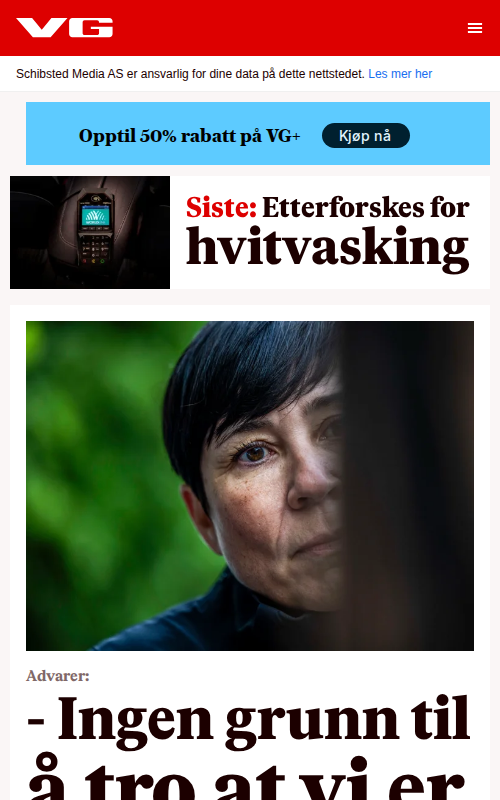 VG
Schibsted Media AS er ansvarlig for dine data på dette nettstedet. Les mer her
Opptil 50% rabatt på VG+
Kjøp nå
Siste: Etterforskes for
hvitvasking
Advarer:
- Ingen grunn til
å tro at vi er